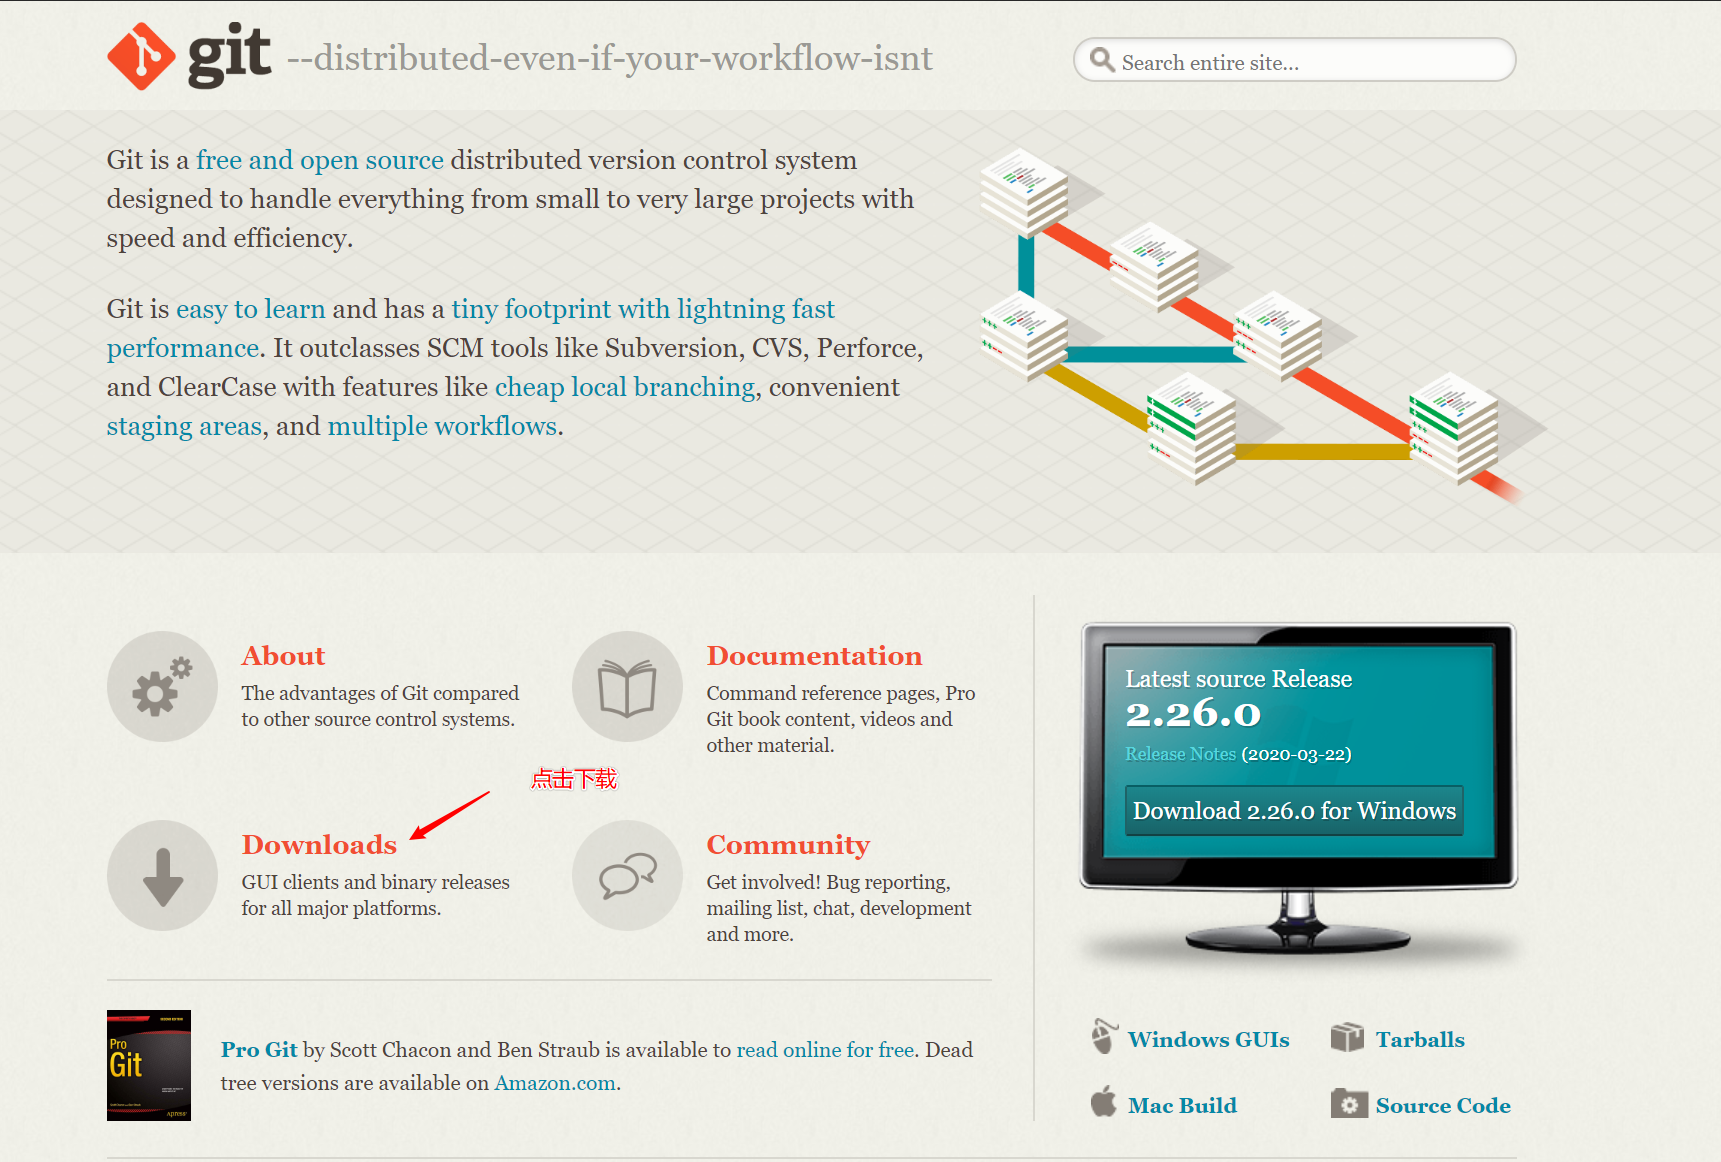 git --distributed-even-if-your-workflow-isnt
Search entire site...
Git is a free and open source distributed version control system
designed to handle everything from small to very large projects with
speed and efficiency.
Git is easy to learn and has a tiny footprint with lightning fast
performance. It outclasses SCM tools like Subversion, CVS, Perforce,
and ClearCase with features like cheap local branching, convenient
staging areas, and multiple workflows.
About
The advantages of Git compared
to other source control systems.
Documentation
Command reference pages, Pro
Git book content, videos and
other material.
点击下载
Downloads
GUI clients and binary releases
for all major platforms.
Community
Get involved! Bug reporting,
mailing list, chat, development
and more.
Latest source Release
2.26.0
Release Notes (2020-03-22)
Download 2.26.0 for Windows
Pro
Git
Apress
Pro Git by Scott Chacon and Ben Straub is available to read online for free. Dead
tree versions are available on Amazon.com.
Windows GUIs
Tarballs
Mac Build
Source Code